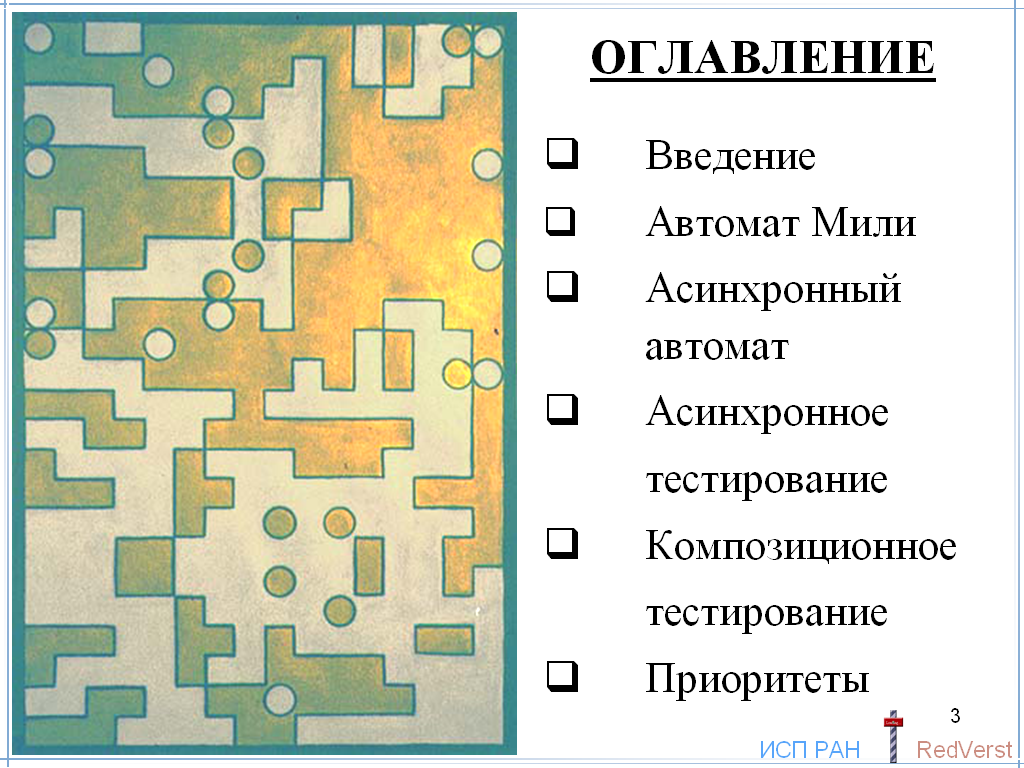 ОГЛАВЛЕНИЕ
❑ Введение
❑ Автомат Мили
❑ Асинхронный
автомат
❑ Асинхронное
тестирование
❑ Композиционное
тестирование
❑ Приоритеты
3
ИСП РАН RedVerst